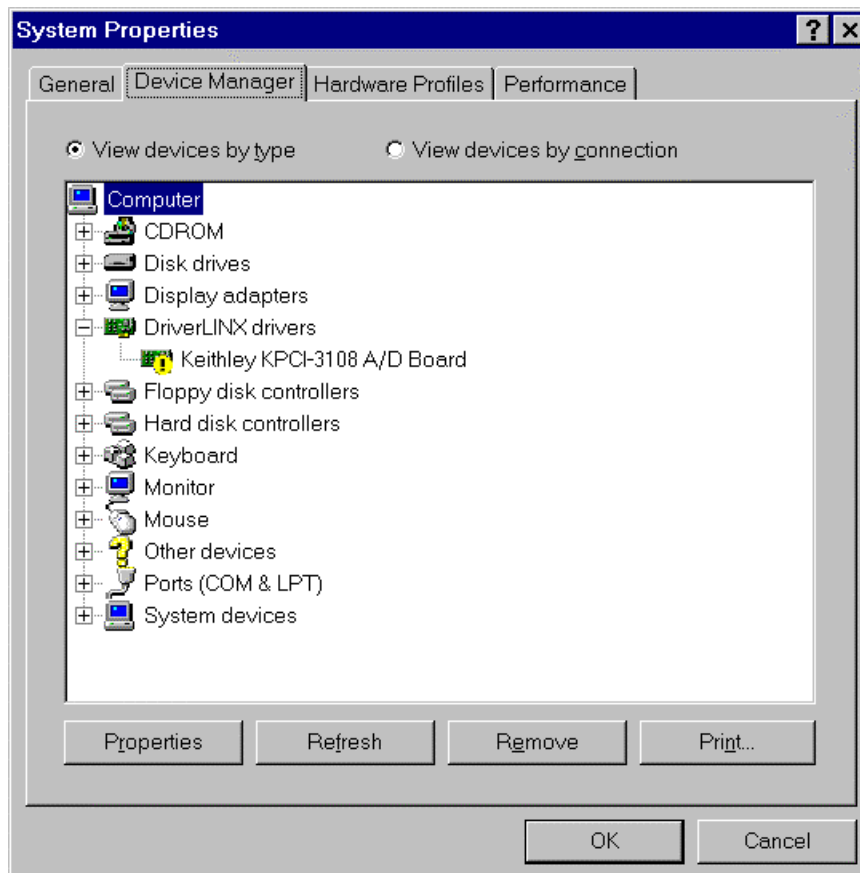 System Properties
General Device Manager Hardware Profiles Performance
View devices by type View devices by connection
Computer
CDROM
Disk drives
Display adapters
DriverLINX drivers
Keithley KPCI-3108 A/D Board
Floppy disk controllers
Hard disk controllers
Keyboard
Monitor
Mouse
Other devices
Ports (COM & LPT)
System devices
Properties Refresh Remove Print...
OK Cancel